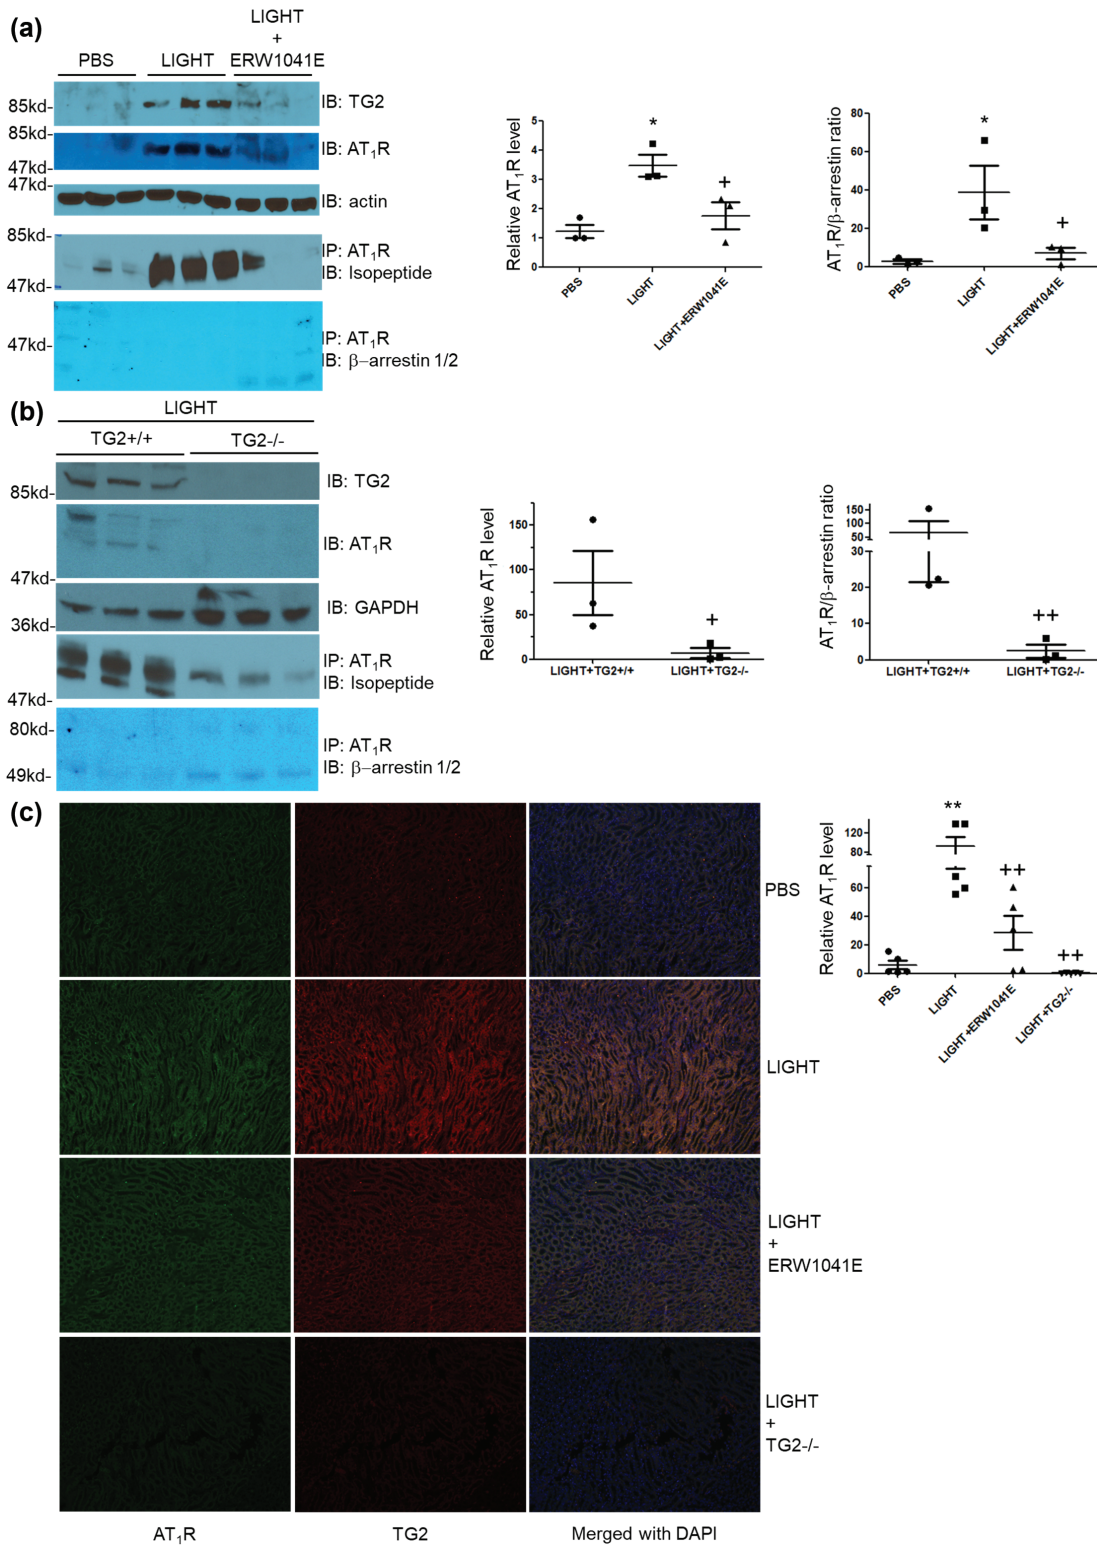 (a)
LIGHT
+
PBS LIGHT ERW1041E
85kd- IB: TG2
85kd-
IB: AT₁R
47kd-
47kd-
IB: actin
85kd-
IP: AT₁R
IB: Isopeptide
47kd-
IP: AT₁R
47kd-
IB: β–arrestin 1/2
Relative AT₁R level
5
4
3
2
1
0
*
+
PBS
LIGHT
LIGHT+ERW1041E
AT₁R/β-arrestin ratio
80
60
40
20
0
*
+
PBS
LIGHT
LIGHT+ERW1041E
(b)
LIGHT
TG2+/+ TG2-/-
IB: TG2
85kd-
IB: AT₁R
47kd-
IB: GAPDH
36kd-
IP: AT₁R
IB: Isopeptide
47kd-
80kd-
IP: AT₁R
IB: β–arrestin 1/2
49kd-
Relative AT₁R level
150
100
50
0
+
LIGHT+TG2+/+ LIGHT+TG2-/-
AT₁R/β-arrestin ratio
150
100
50
30
20
10
0
++
LIGHT+TG2+/+ LIGHT+TG2-/-
(c)
PBS
LIGHT
LIGHT
+
ERW1041E
LIGHT
+
TG2-/-
AT₁R TG2 Merged with DAPI
Relative AT₁R level
120
80
60
40
20
0
**
++
++
PBS
LIGHT
LIGHT+ERW1041E
LIGHT+TG2-/-